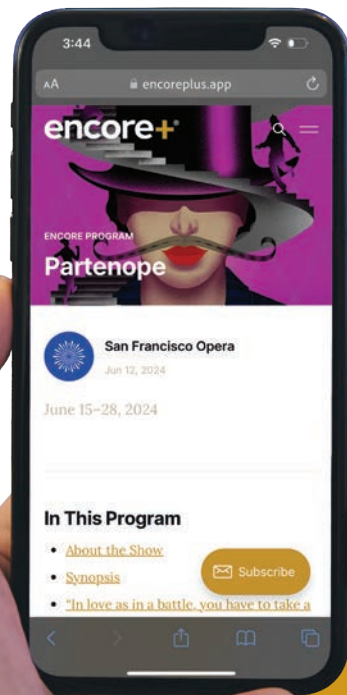 3:44
AA encoreplus.app
encore+
ENCORE PROGRAM
Partenope
San Francisco Opera
Jun 12, 2024
June 15–28, 2024
In This Program
• About the Show
• Synopsis
Subscribe
• "In love as in a battle, you have to take a